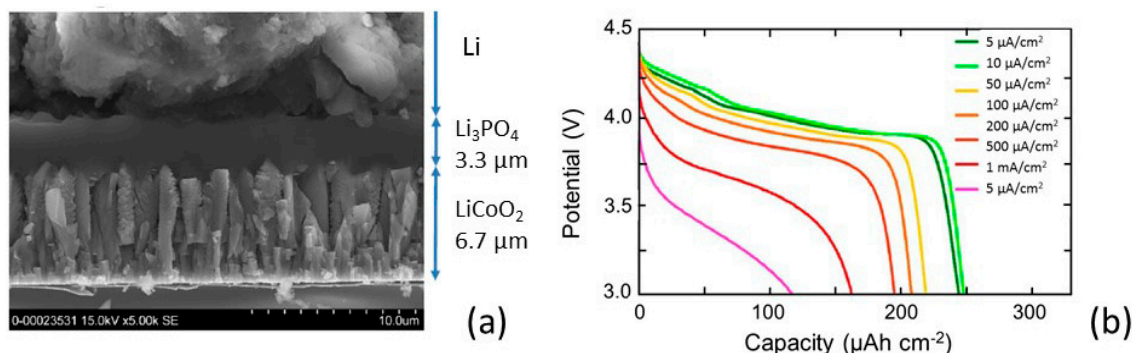 Li
Li₃PO₄
3.3 μm
LiCoO₂
6.7 μm
0-00023531 15.0kV x5.00k SE
10.0um
(a)
4.5
4.0
3.5
3.0
Potential (V)
0
100
200
300
Capacity (μAh cm⁻²)
5 μA/cm²
10 μA/cm²
50 μA/cm²
100 μA/cm²
200 μA/cm²
500 μA/cm²
1 mA/cm²
5 μA/cm²
(b)